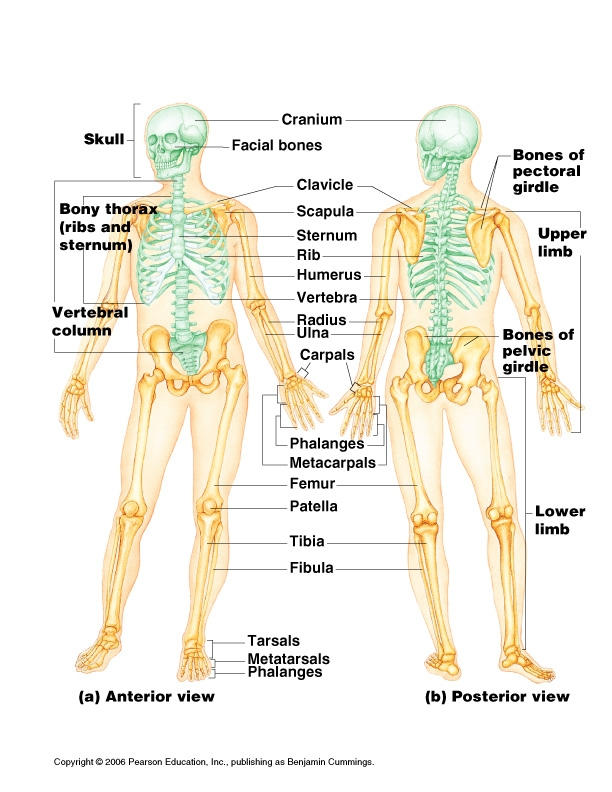 Cranium
Skull
Facial bones
Bones of
pectoral
girdle
Clavicle
Bony thorax
(ribs and
sternum)
Scapula
Upper
limb
Sternum
Rib
Humerus
Vertebra
Vertebral
column
Radius
Ulna
Bones of
pelvic
girdle
Carpals
Phalanges
Metacarpals
Femur
Patella
Lower
limb
Tibia
Fibula
Tarsals
Metatarsals
Phalanges
(a) Anterior view
(b) Posterior view
Copyright © 2006 Pearson Education, Inc., publishing as Benjamin Cummings.